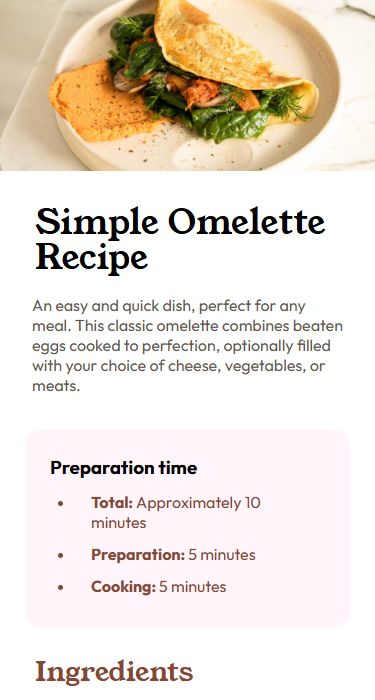 Simple Omelette
Recipe
An easy and quick dish, perfect for any
meal. This classic omelette combines beaten
eggs cooked to perfection, optionally filled
with your choice of cheese, vegetables, or
meats.
Preparation time
• Total: Approximately 10
minutes
• Preparation: 5 minutes
• Cooking: 5 minutes
Ingredients